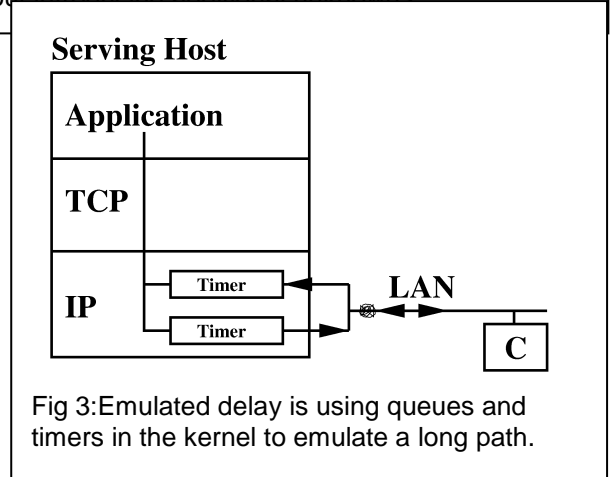 Serving Host
Application
TCP
IP
Timer
Timer
LAN
C
Fig 3:Emulated delay is using queues and
timers in the kernel to emulate a long path.